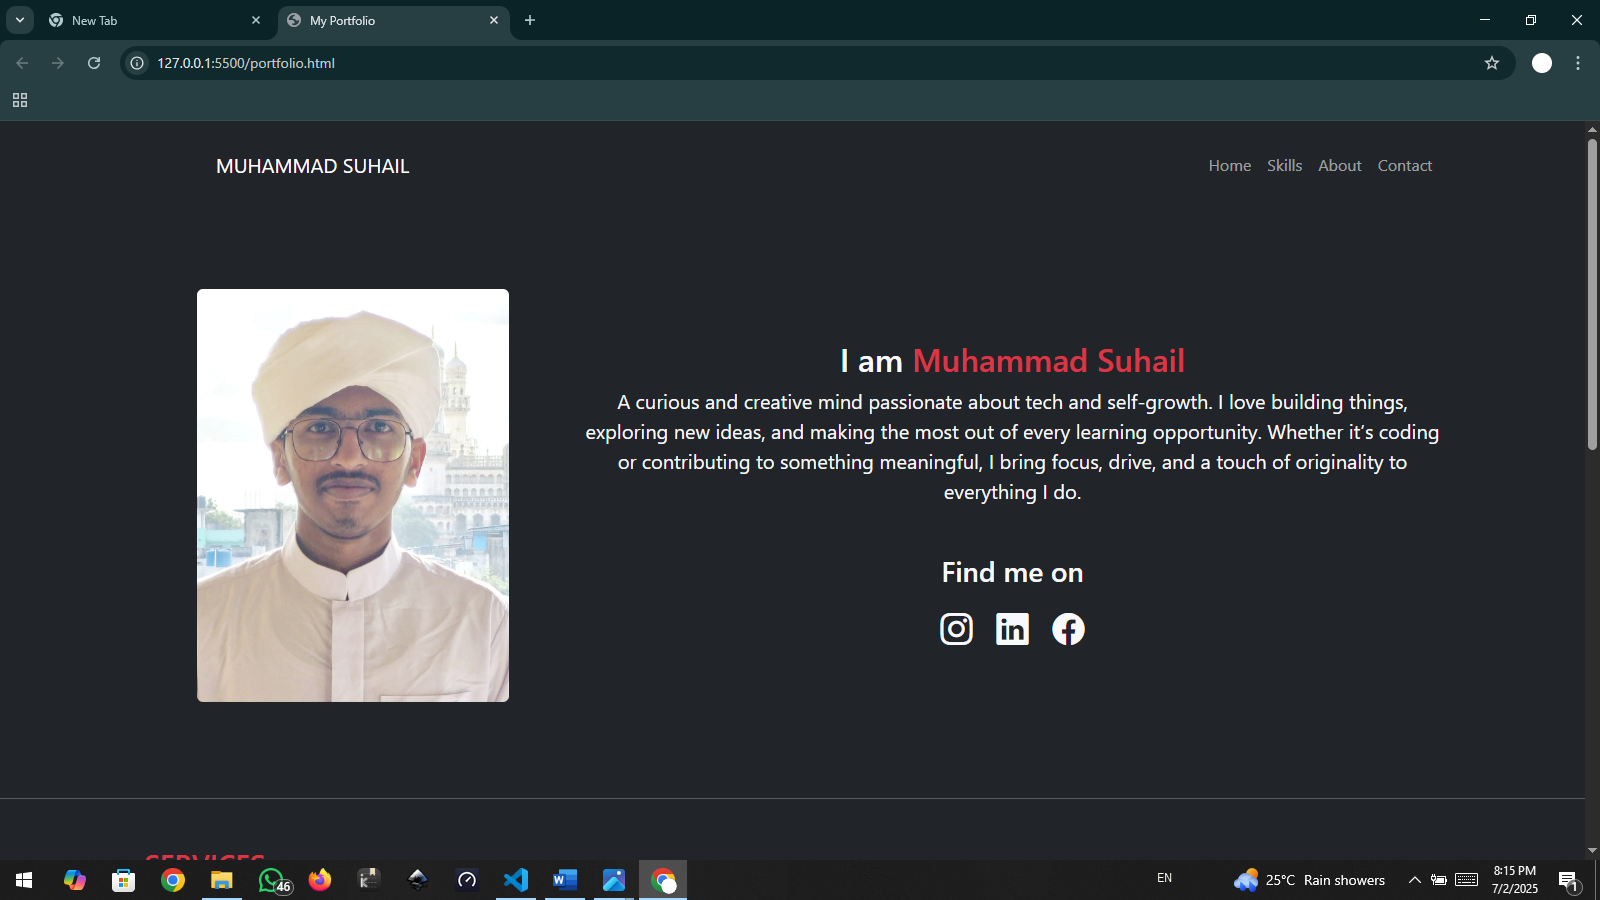 New Tab
My Portfolio
127.0.0.1:5500/portfolio.html
MUHAMMAD SUHAIL
Home Skills About Contact
I am Muhammad Suhail
A curious and creative mind passionate about tech and self-growth. I love building things,
exploring new ideas, and making the most out of every learning opportunity. Whether it’s coding
or contributing to something meaningful, I bring focus, drive, and a touch of originality to
everything I do.
Find me on
SERVICES
46
EN
25°C Rain showers
8:15 PM
7/2/2025
1